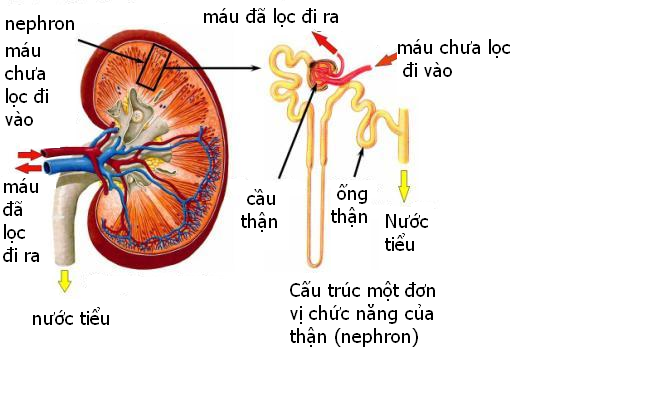 nephron
máu
chưa
lọc đi
vào
máu
đã
lọc
đi ra
nước tiểu
máu đã lọc đi ra
máu chưa lọc
đi vào
cầu
thận
ống
thận
Nước
tiểu
Cấu trúc một đơn
vị chức năng của
thận (nephron)